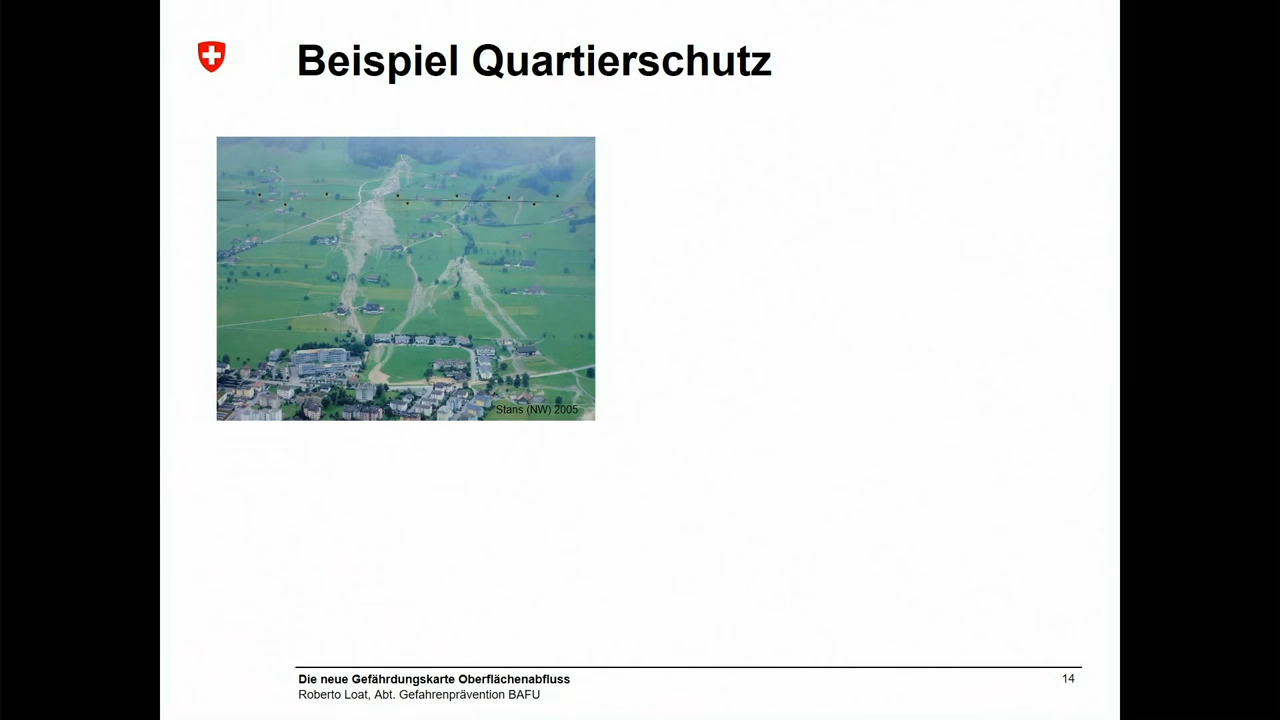 Beispiel Quartierschutz
Stans (NW) 2005
Die neue Gefährdungskarte Oberflächenabfluss
Roberto Loat, Abt. Gefahrenprävention BAFU
14